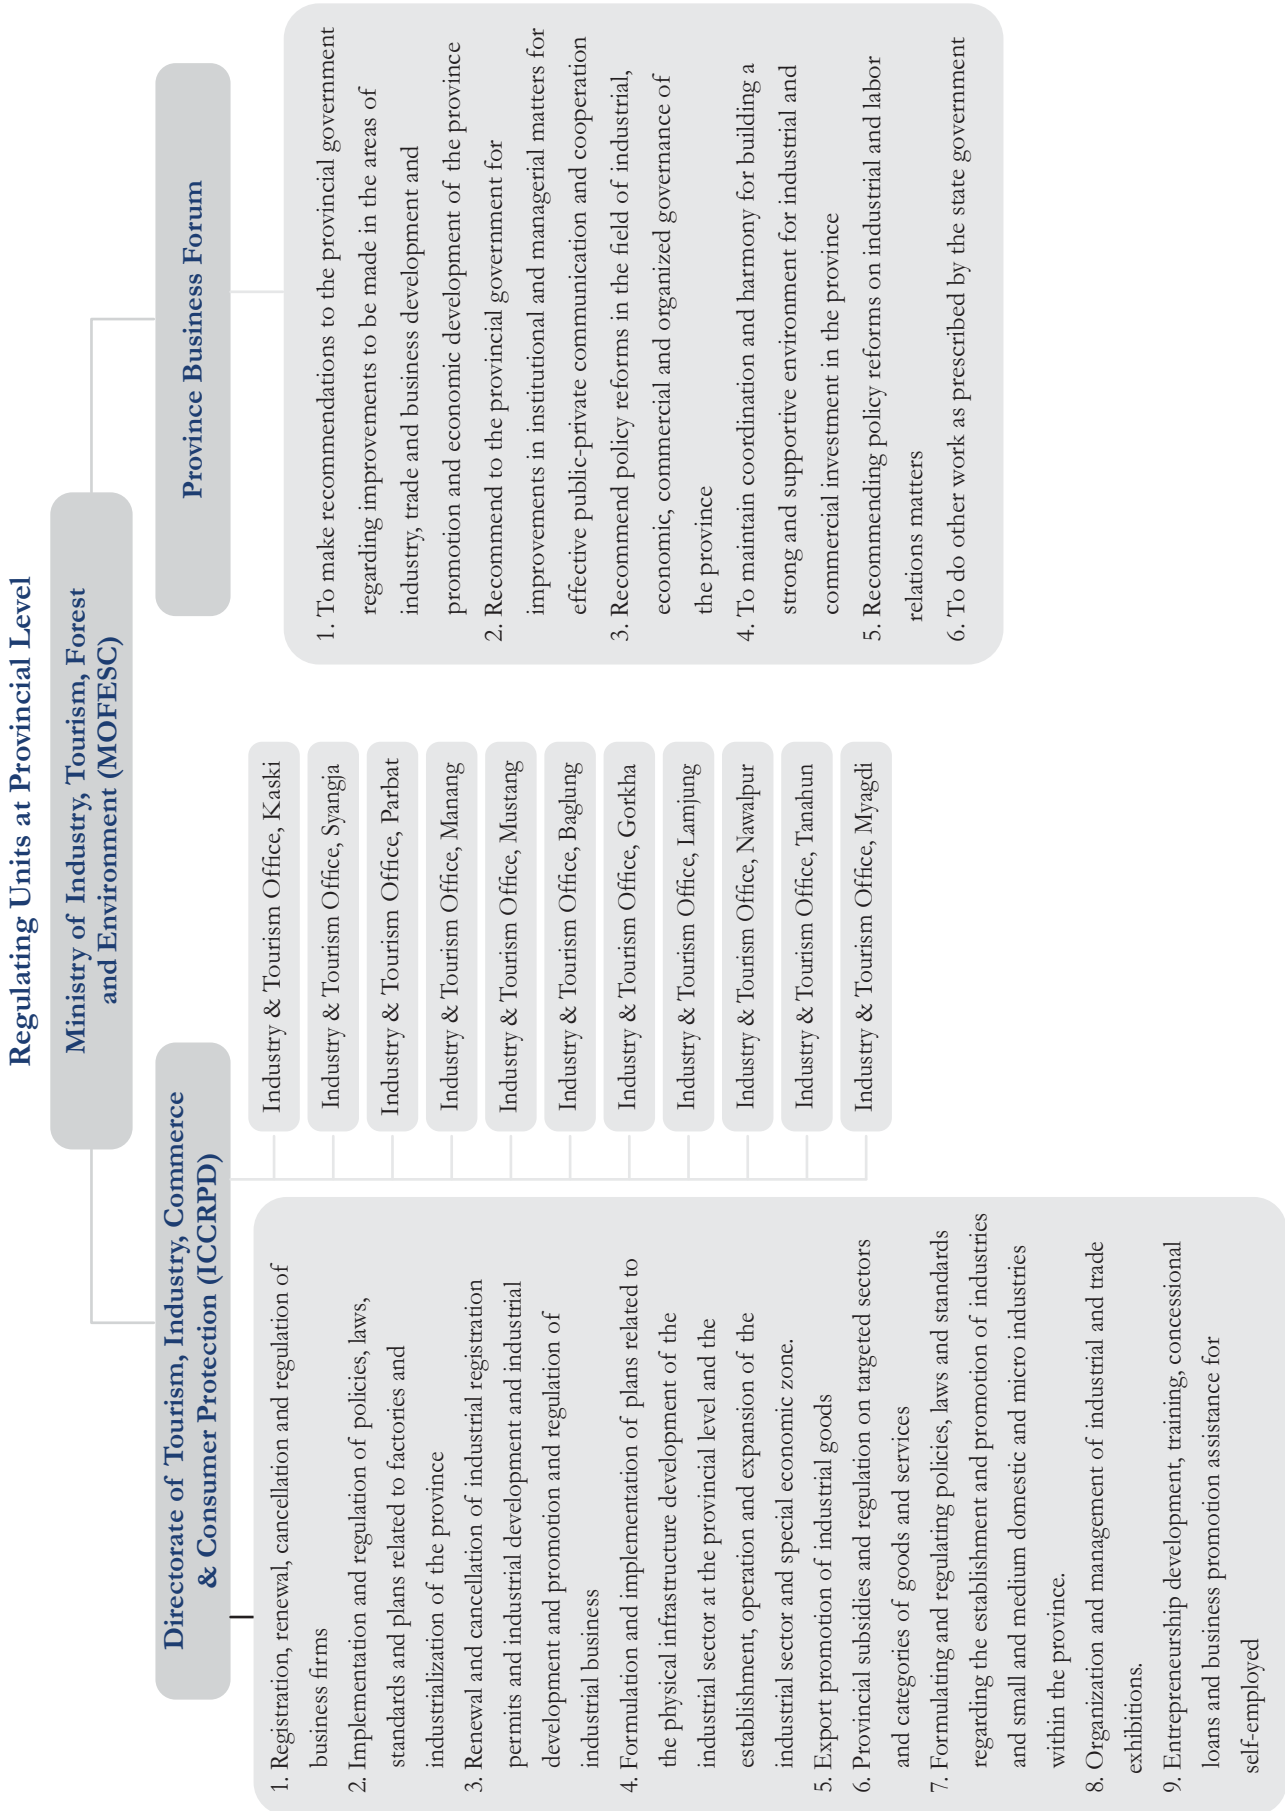 Regulating Units at Provincial Level
Ministry of Industry, Tourism, Forest
and Environment (MOFESC)
Directorate of Tourism, Industry, Commerce
& Consumer Protection (ICCRPD)
1. Registration, renewal, cancellation and regulation of
business firms
2. Implementation and regulation of policies, laws,
standards and plans related to factories and
industrialization of the province
3. Renewal and cancellation of industrial registration
permits and industrial development and industrial
development and promotion and regulation of
industrial business
4. Formulation and implementation of plans related to
the physical infrastructure development of the
industrial sector at the provincial level and the
establishment, operation and expansion of the
industrial sector and special economic zone.
5. Export promotion of industrial goods
6. Provincial subsidies and regulation on targeted sectors
and categories of goods and services
7. Formulating and regulating policies, laws and standards
regarding the establishment and promotion of industries
and small and medium domestic and micro industries
within the province.
8. Organization and management of industrial and trade
exhibitions.
9. Entrepreneurship development, training, concessional
loans and business promotion assistance for
self-employed
Industry & Tourism Office, Kaski
Industry & Tourism Office, Syangja
Industry & Tourism Office, Parbat
Industry & Tourism Office, Manang
Industry & Tourism Office, Mustang
Industry & Tourism Office, Baglung
Industry & Tourism Office, Gorkha
Industry & Tourism Office, Lamjung
Industry & Tourism Office, Nawalpur
Industry & Tourism Office, Tanahun
Industry & Tourism Office, Myagdi
Province Business Forum
1. To make recommendations to the provincial government
regarding improvements to be made in the areas of
industry, trade and business development and
promotion and economic development of the province
2. Recommend to the provincial government for
improvements in institutional and managerial matters for
effective public-private communication and cooperation
3. Recommend policy reforms in the field of industrial,
economic, commercial and organized governance of
the province
4. To maintain coordination and harmony for building a
strong and supportive environment for industrial and
commercial investment in the province
5. Recommending policy reforms on industrial and labor
relations matters
6. To do other work as prescribed by the state government